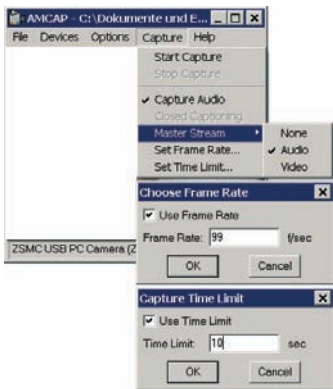 AMCAP - C:\Dokumente und E...
File Devices Options Capture Help
Start Capture
Stop Capture
Capture Audio
Closed Captioning
Master Stream
Set Frame Rate...
Set Time Limit...
None
Audio
Video
ZSMC USB PC Camera (Z
Choose Frame Rate
Use Frame Rate
Frame Rate: 99 f/sec
OK Cancel
Capture Time Limit
Use Time Limit
Time Limit 10 sec
OK Cancel